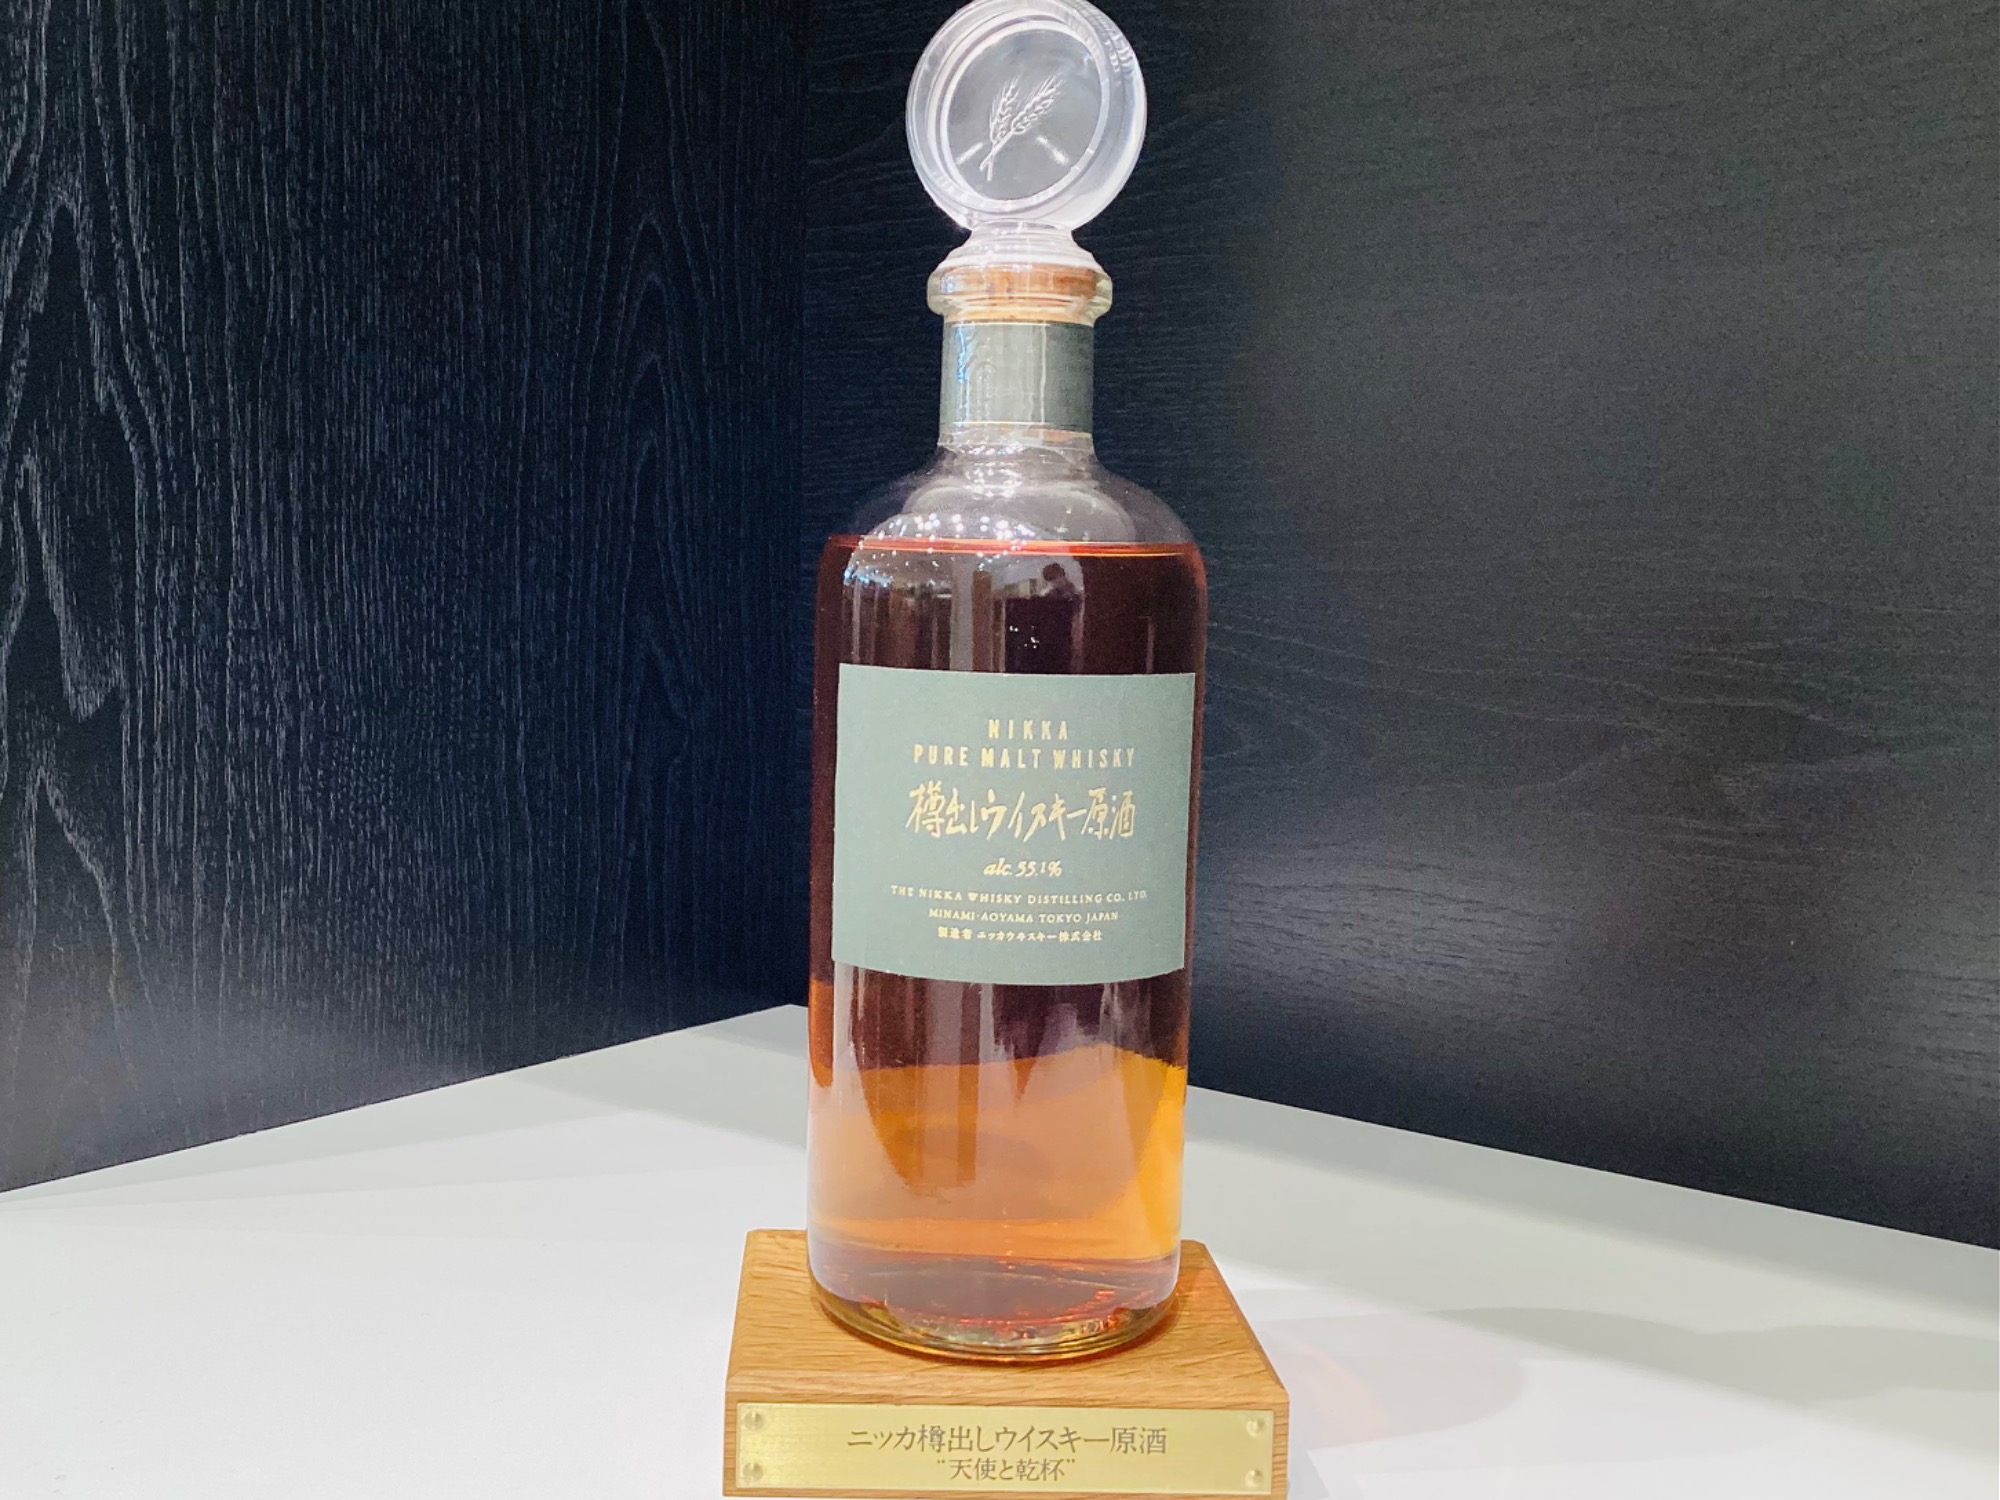 NIKKA
PURE MALT WHISKY
樽出しウイスキー原酒
alc. 55.1%
THE NIKKA WHISKY DISTILLING CO. LTD.
MINAMI-AOYAMA TOKYO JAPAN
製造者 ニッカウヰスキー株式会社
ニッカ樽出しウイスキー原酒
“天使と乾杯”